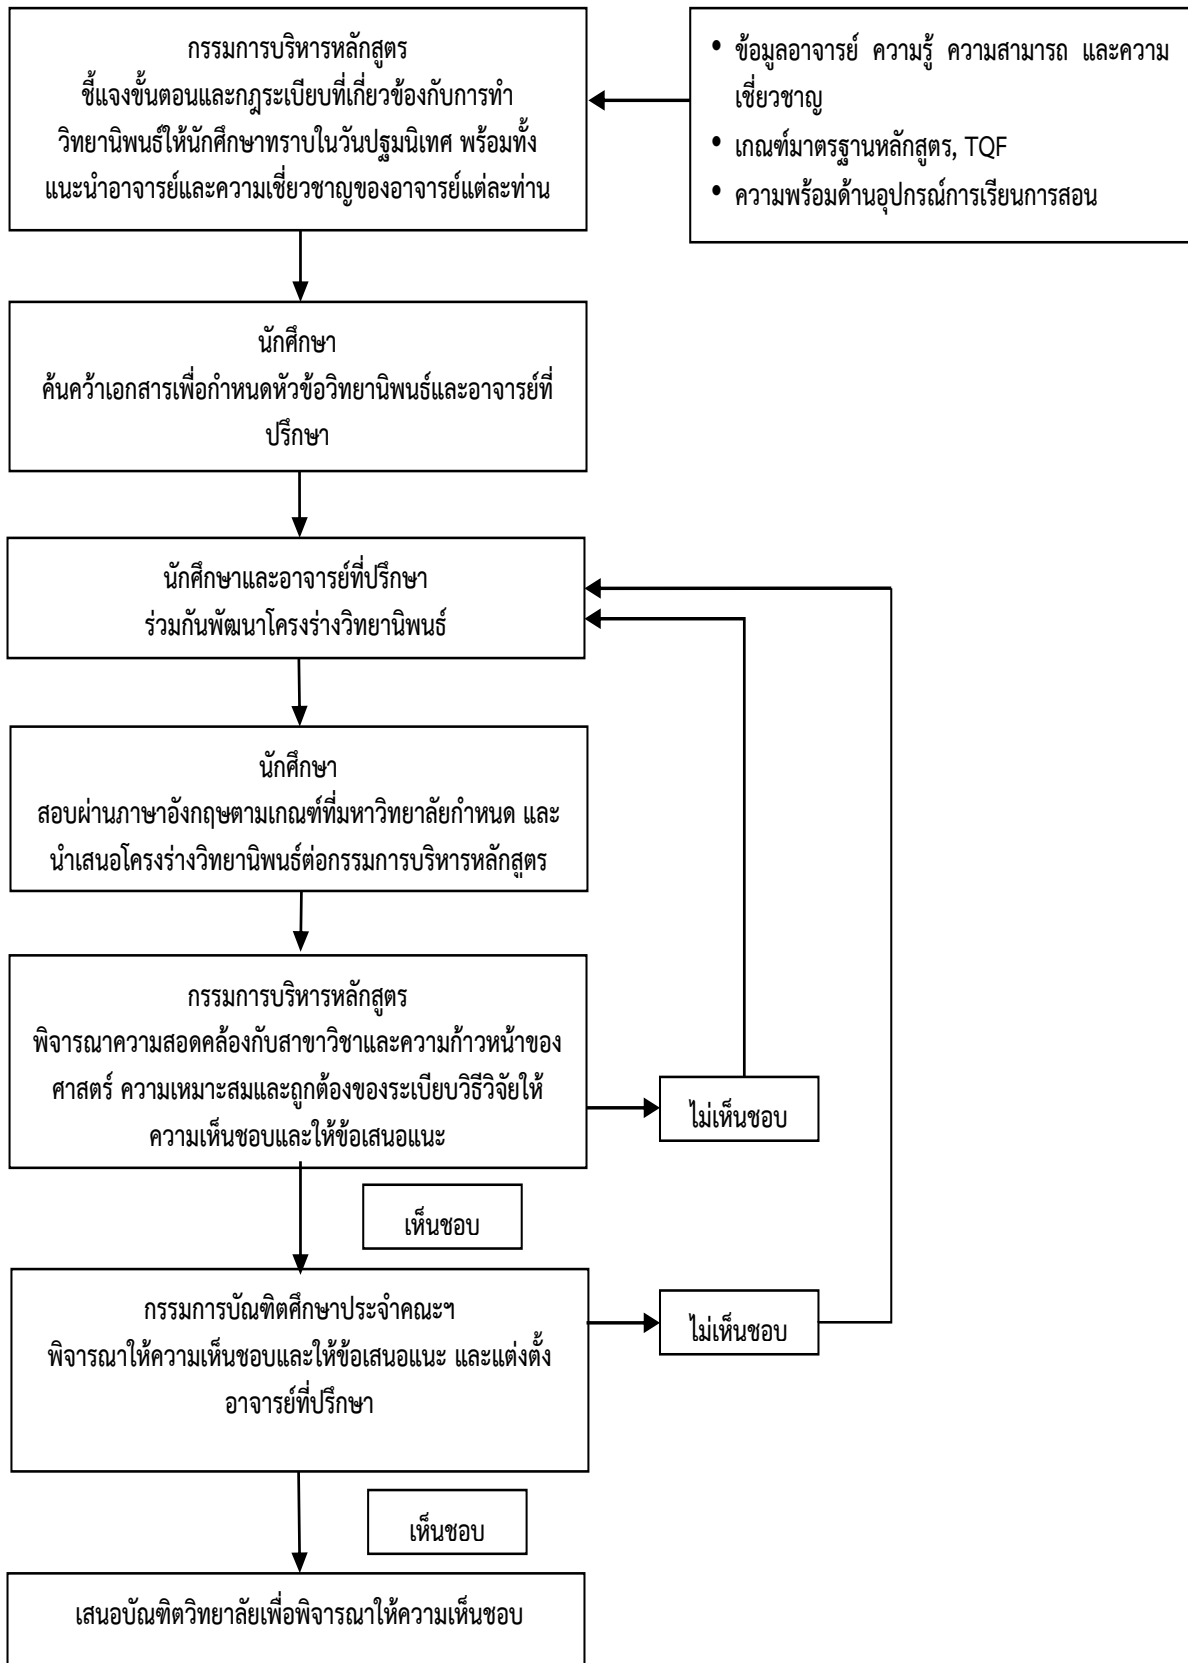 กรรมการบริหารหลักสูตร
ชี้แจงขั้นตอนและกฎระเบียบที่เกี่ยวข้องกับการทำ
วิทยานิพนธ์ให้นักศึกษาทราบในวันปฐมนิเทศ พร้อมทั้ง
แนะนำอาจารย์และความเชี่ยวชาญของอาจารย์แต่ละท่าน
• ข้อมูลอาจารย์ ความรู้ ความสามารถ และความ
เชี่ยวชาญ
• เกณฑ์มาตรฐานหลักสูตร, TQF
• ความพร้อมด้านอุปกรณ์การเรียนการสอน
นักศึกษา
ค้นคว้าเอกสารเพื่อกำหนดหัวข้อวิทยานิพนธ์และอาจารย์ที่
ปรึกษา
นักศึกษาและอาจารย์ที่ปรึกษา
ร่วมกันพัฒนาโครงร่างวิทยานิพนธ์
นักศึกษา
สอบผ่านภาษาอังกฤษตามเกณฑ์ที่มหาวิทยาลัยกำหนด และ
นำเสนอโครงร่างวิทยานิพนธ์ต่อกรรมการบริหารหลักสูตร
กรรมการบริหารหลักสูตร
พิจารณาความสอดคล้องกับสาขาวิชาและความก้าวหน้าของ
ศาสตร์ ความเหมาะสมและถูกต้องของระเบียบวิธีวิจัยให้
ความเห็นชอบและให้ข้อเสนอแนะ
ไม่เห็นชอบ
เห็นชอบ
กรรมการบัณฑิตศึกษาประจำคณะฯ
พิจารณาให้ความเห็นชอบและให้ข้อเสนอแนะ และแต่งตั้ง
อาจารย์ที่ปรึกษา
ไม่เห็นชอบ
เห็นชอบ
เสนอบัณฑิตวิทยาลัยเพื่อพิจารณาให้ความเห็นชอบ